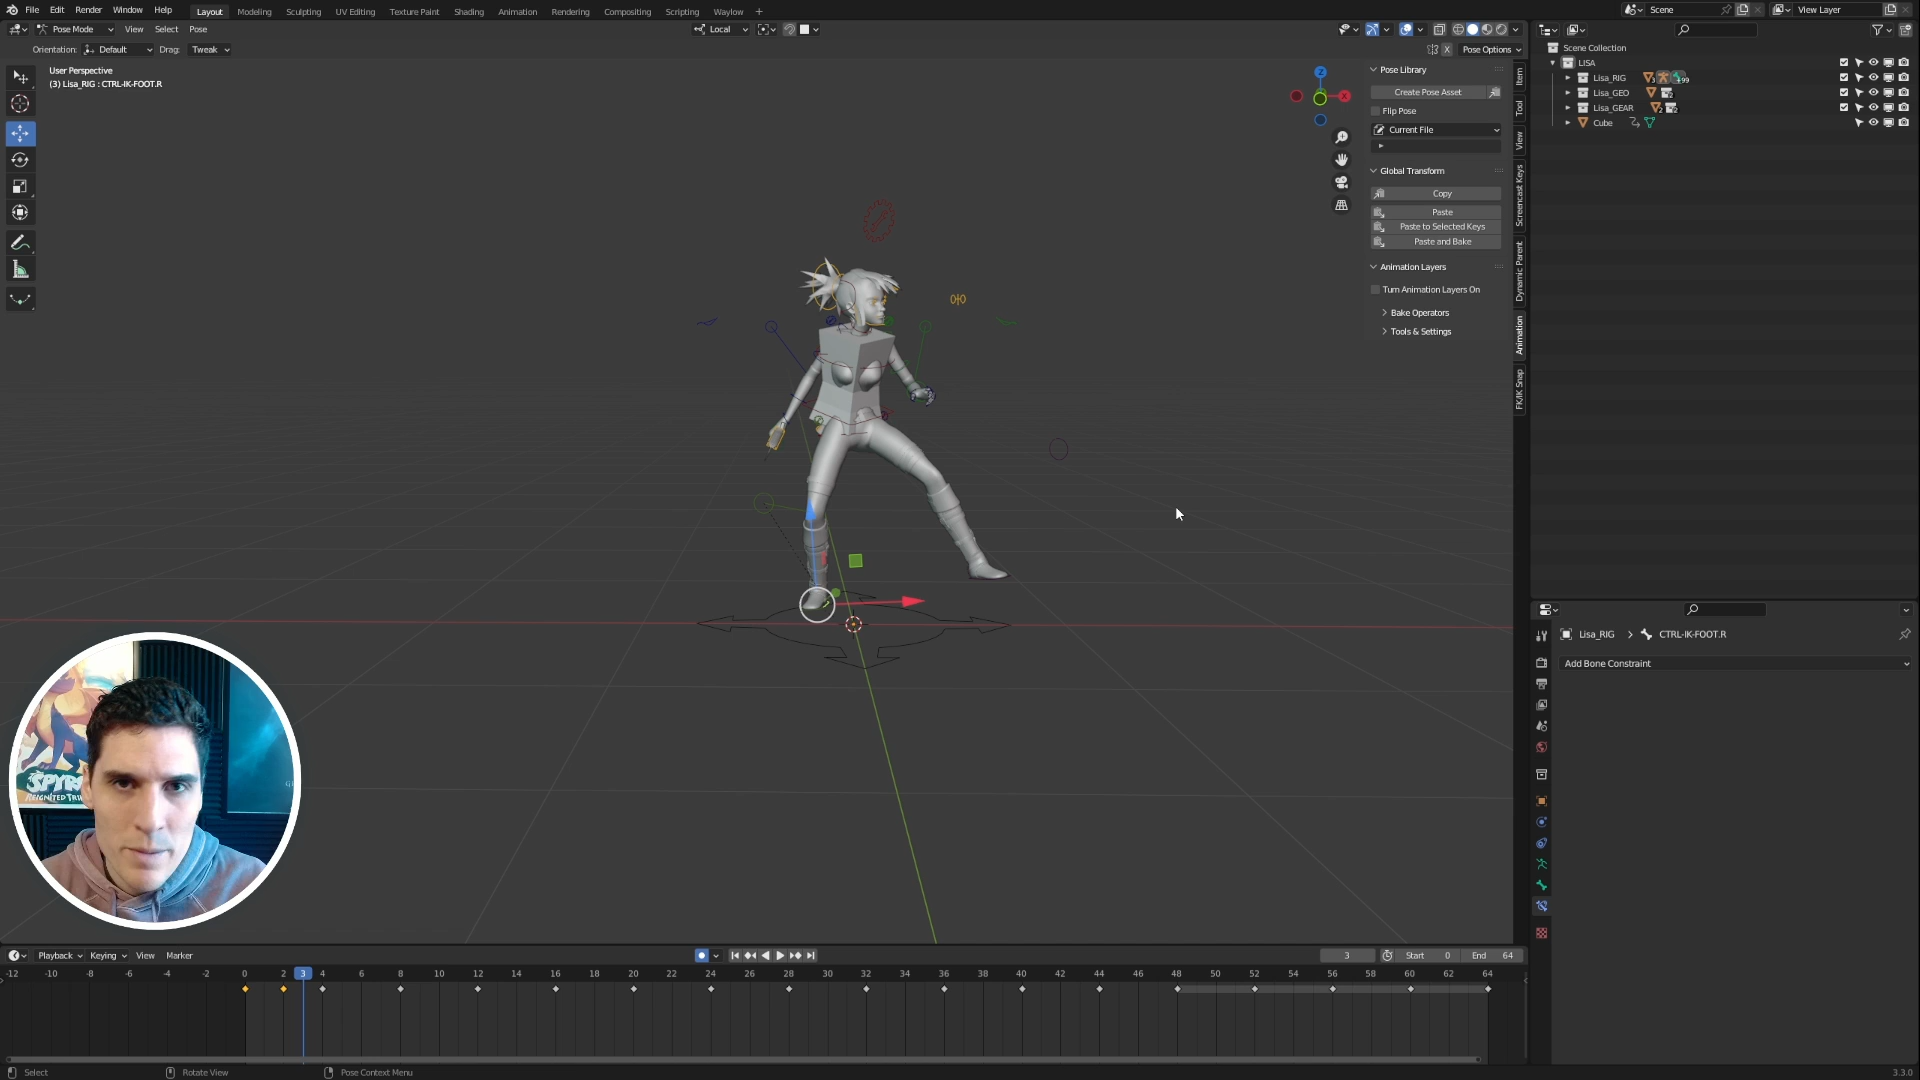 File Edit Render Window Help
Layout Modeling Sculpting UV Editing Texture Paint Shading Animation Rendering Compositing Scripting Waylow +
Scene
View Layer
Pose Mode View Select Pose
Local
Orientation: Default Drag: Tweak
X Pose Options
User Perspective
(3) Lisa_RIG : CTRL-IK-FOOT.R
Z
X
Pose Library
Create Pose Asset
Flip Pose
Current File
Global Transform
Copy
Paste
Paste to Selected Keys
Paste and Bake
Animation Layers
Turn Animation Layers On
Bake Operators
Tools & Settings
Item
Tool
View
Screencast Keys
Dynamic Parent
Animation
FK/IK Snap
Scene Collection
LISA
Lisa_RIG
Lisa_GEO
Lisa_GEAR
Cube
Lisa_RIG > CTRL-IK-FOOT.R
Add Bone Constraint
SPYR
REIGNITED TRI
Playback Keying View Marker
3 Start 0 End 64
-12 -10 -8 -6 -4 -2 0 2 3 4 6 8 10 12 14 16 18 20 22 24 26 28 30 32 34 36 38 40 42 44 46 48 50 52 54 56 58 60 62 64
Select Rotate View Pose Context Menu 3.3.0